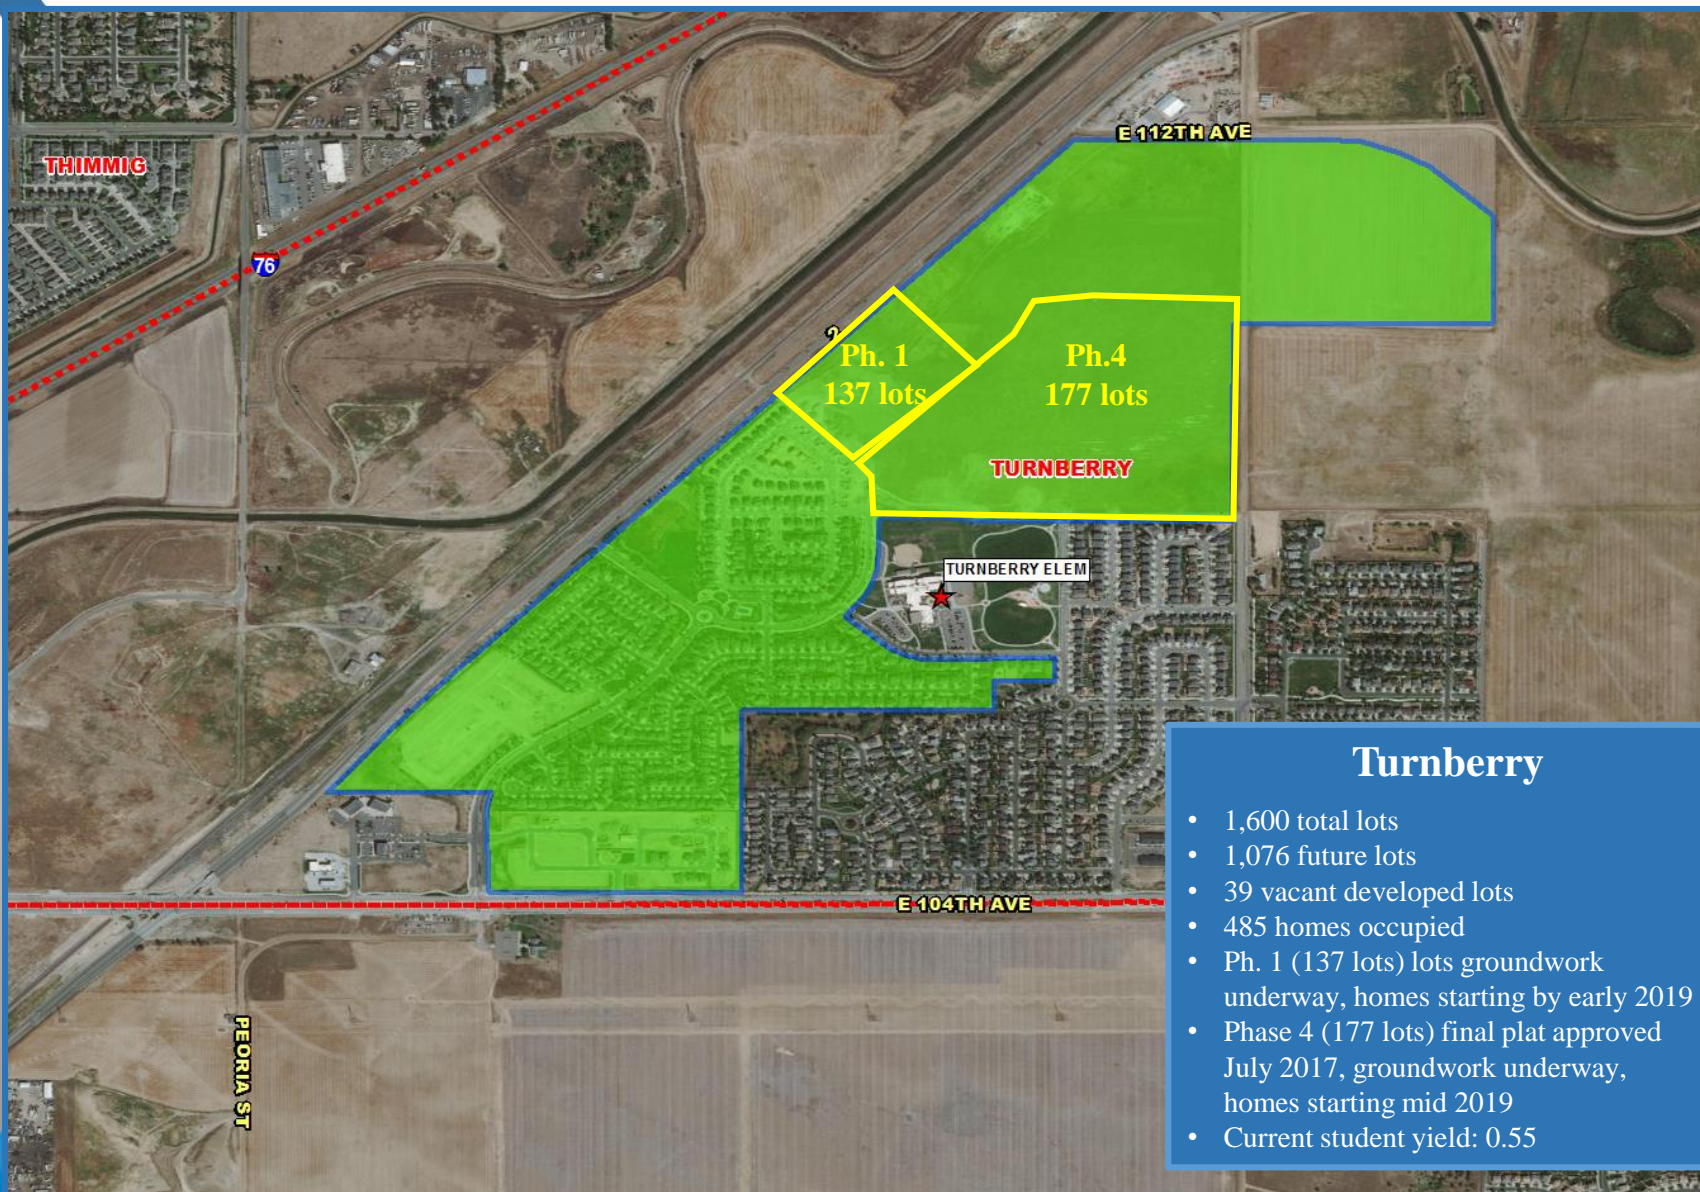 E 112TH AVE
THIMMIG
76
2
Ph. 1
137 lots
Ph.4
177 lots
TURNBERRY
TURNBERRY ELEM
E 104TH AVE
PEORIA ST
Turnberry
• 1,600 total lots
• 1,076 future lots
• 39 vacant developed lots
• 485 homes occupied
• Ph. 1 (137 lots) lots groundwork
underway, homes starting by early 2019
• Phase 4 (177 lots) final plat approved
July 2017, groundwork underway,
homes starting mid 2019
• Current student yield: 0.55